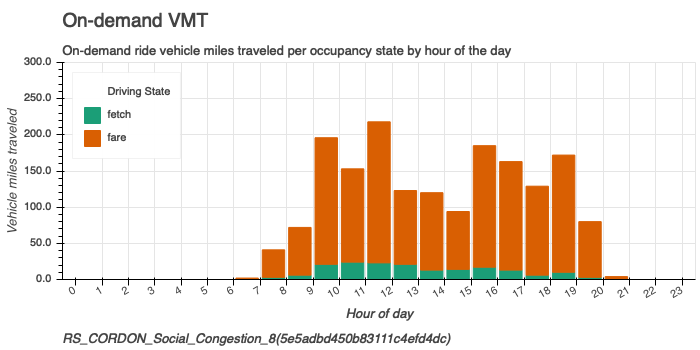 On-demand VMT
On-demand ride vehicle miles traveled per occupancy state by hour of the day
300.0
250.0
200.0
150.0
100.0
50.0
0.0
Vehicle miles traveled
Driving State
fetch
fare
0 1 2 3 4 5 6 7 8 9 10 11 12 13 14 15 16 17 18 19 20 21 22 23
Hour of day
RS_CORDON_Social_Congestion_8(5e5adbd450b83111c4efd4dc)